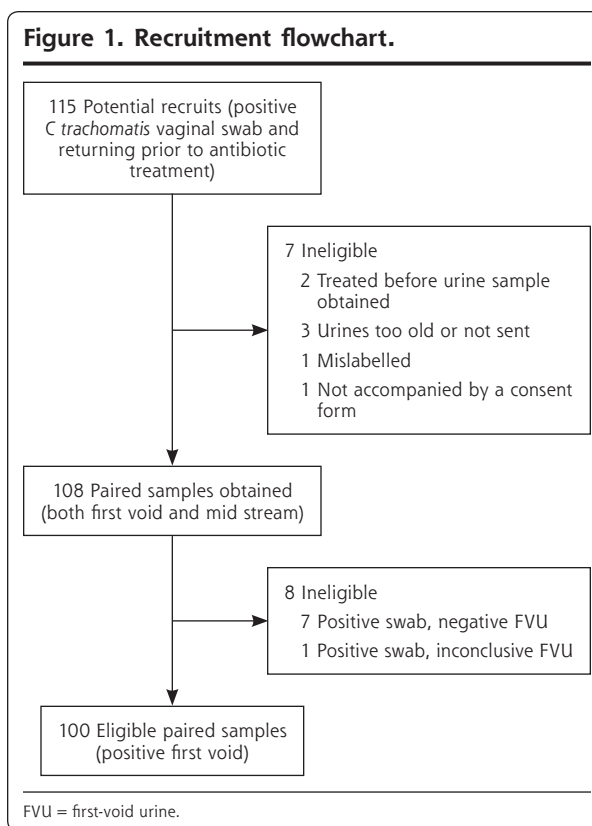 Figure 1. Recruitment flowchart.
115 Potential recruits (positive
C trachomatis vaginal swab and
returning prior to antibiotic
treatment)
7 Ineligible
2 Treated before urine sample
obtained
3 Urines too old or not sent
1 Mislabelled
1 Not accompanied by a consent
form
108 Paired samples obtained
(both first void and mid stream)
8 Ineligible
7 Positive swab, negative FVU
1 Positive swab, inconclusive FVU
100 Eligible paired samples
(positive first void)
FVU = first-void urine.